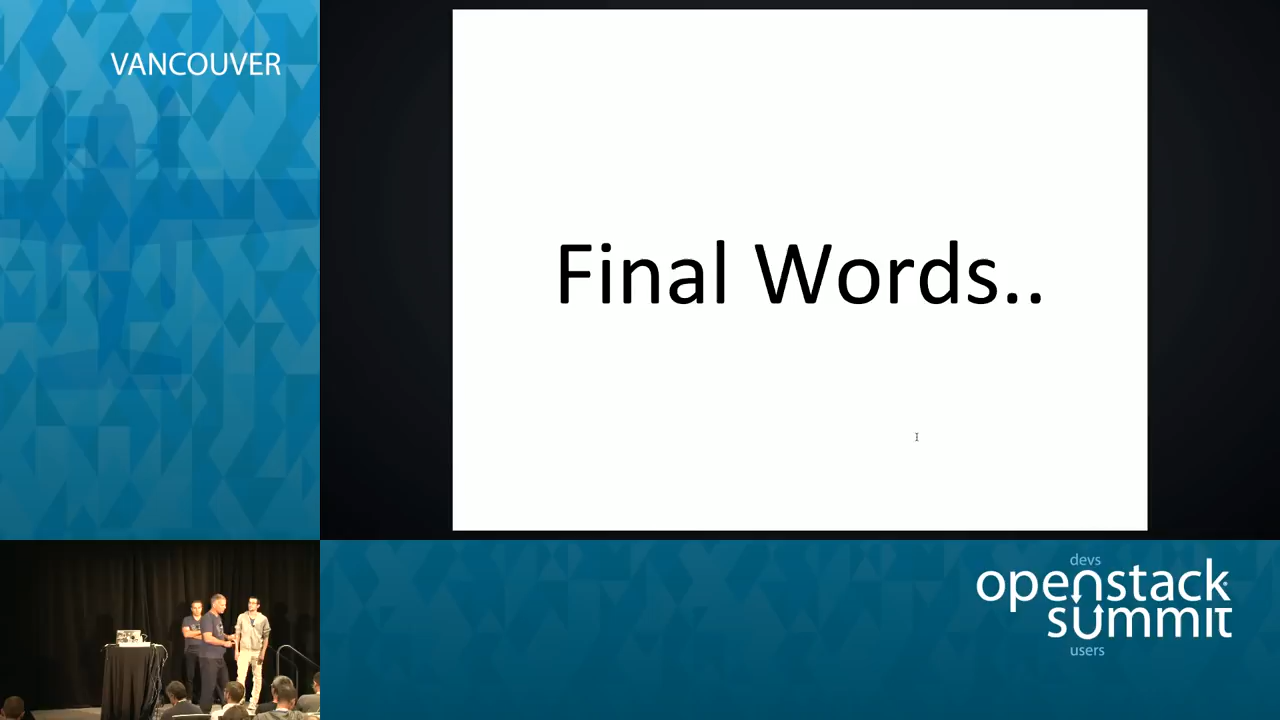 VANCOUVER
Final Words..
devs
openstack
summit
users